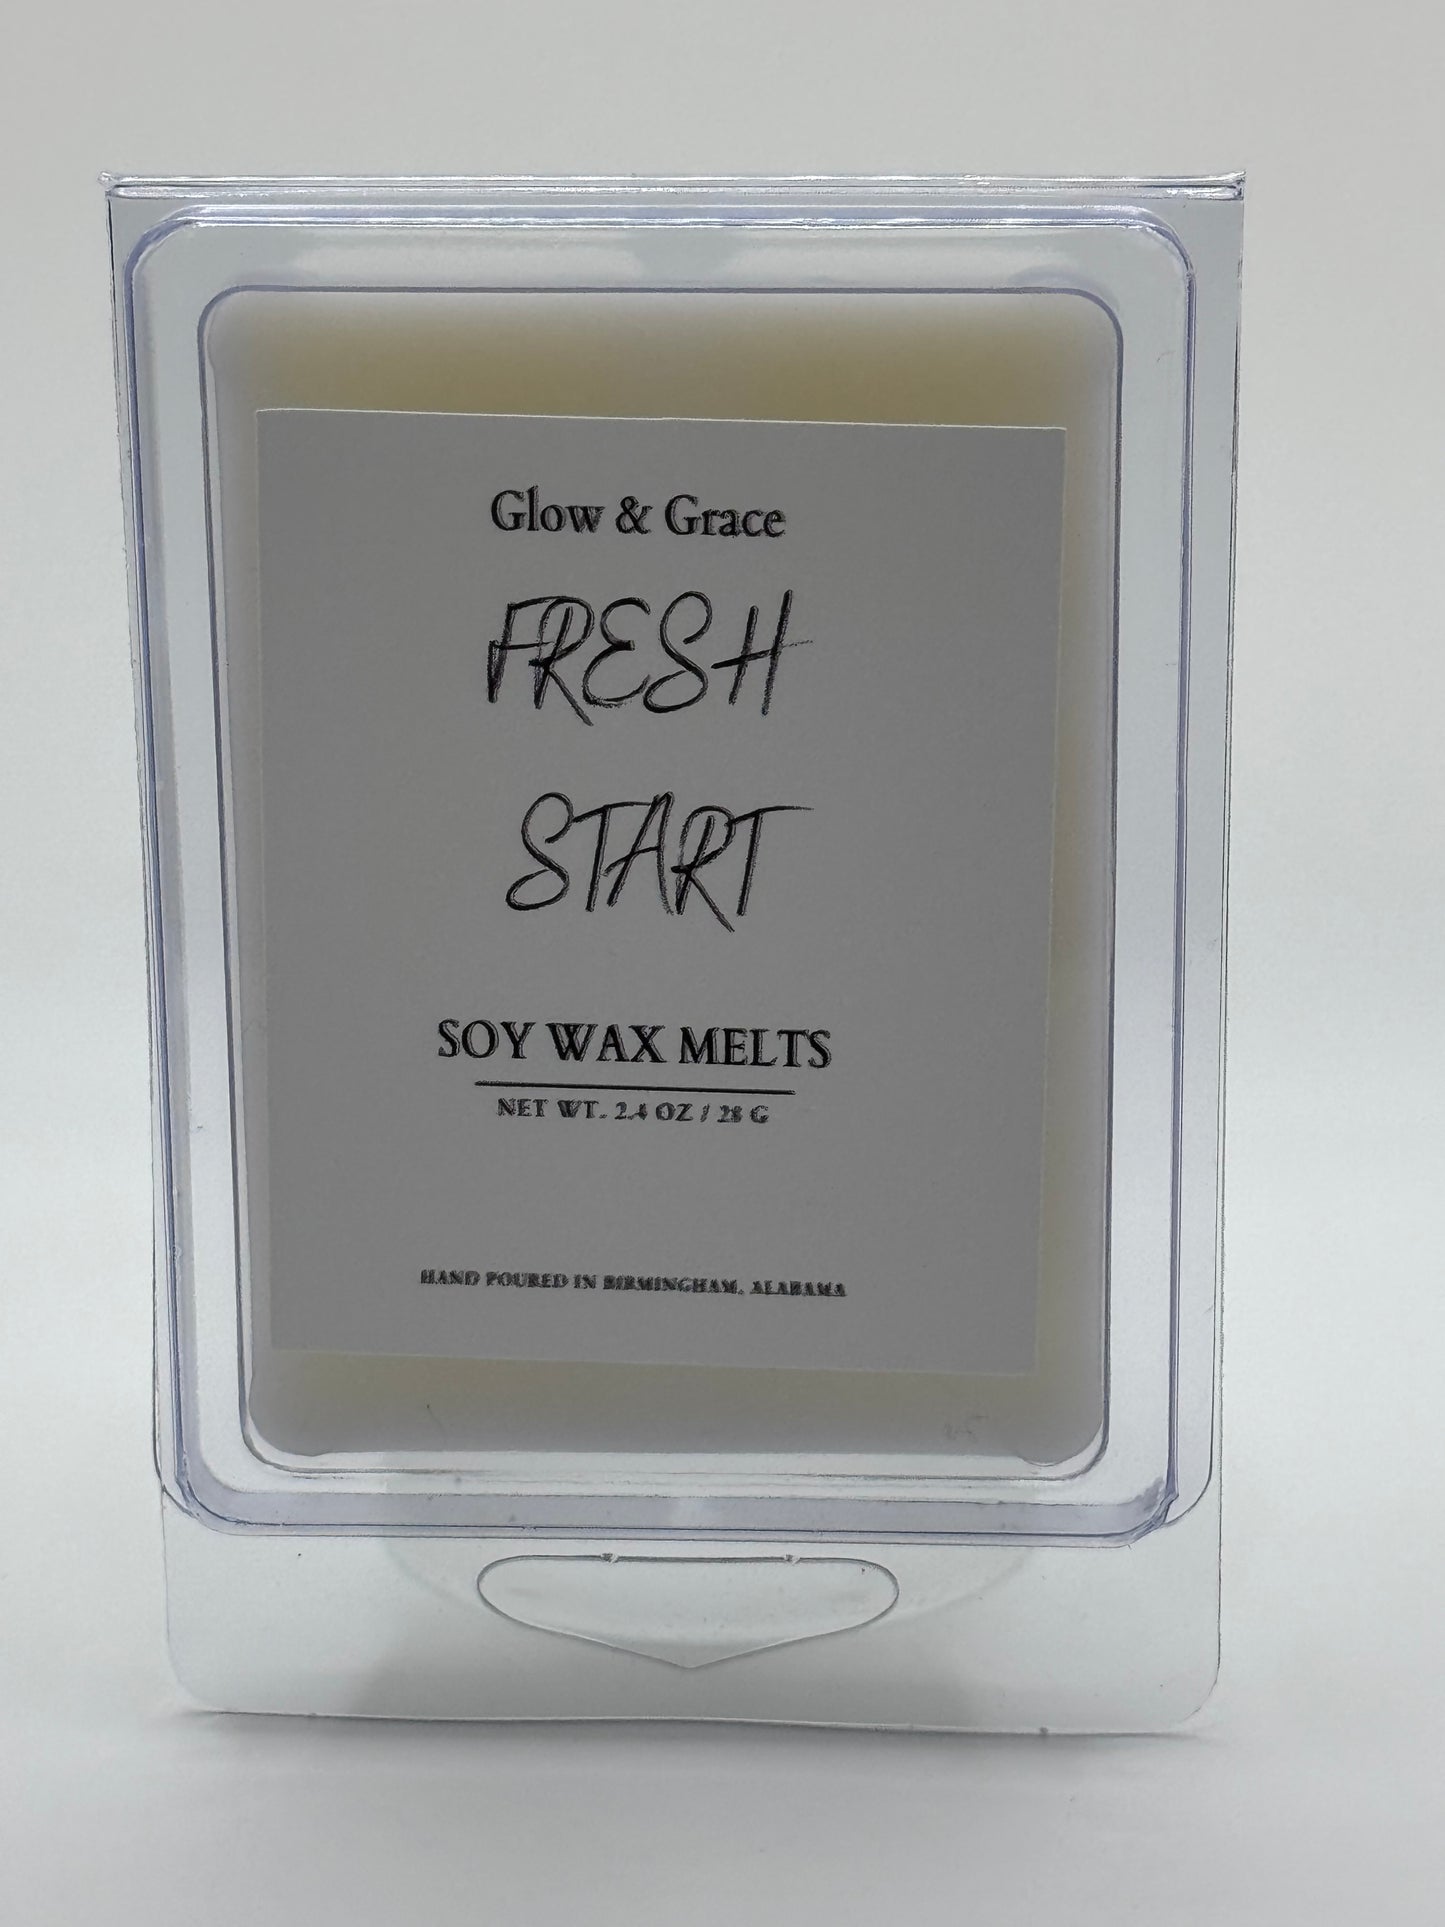 Glow & Grace
FRESH
START
SOY WAX MELTS
NET WT. 2.4 OZ / 28 G
HAND POURED IN BIRMINGHAM, ALABAMA